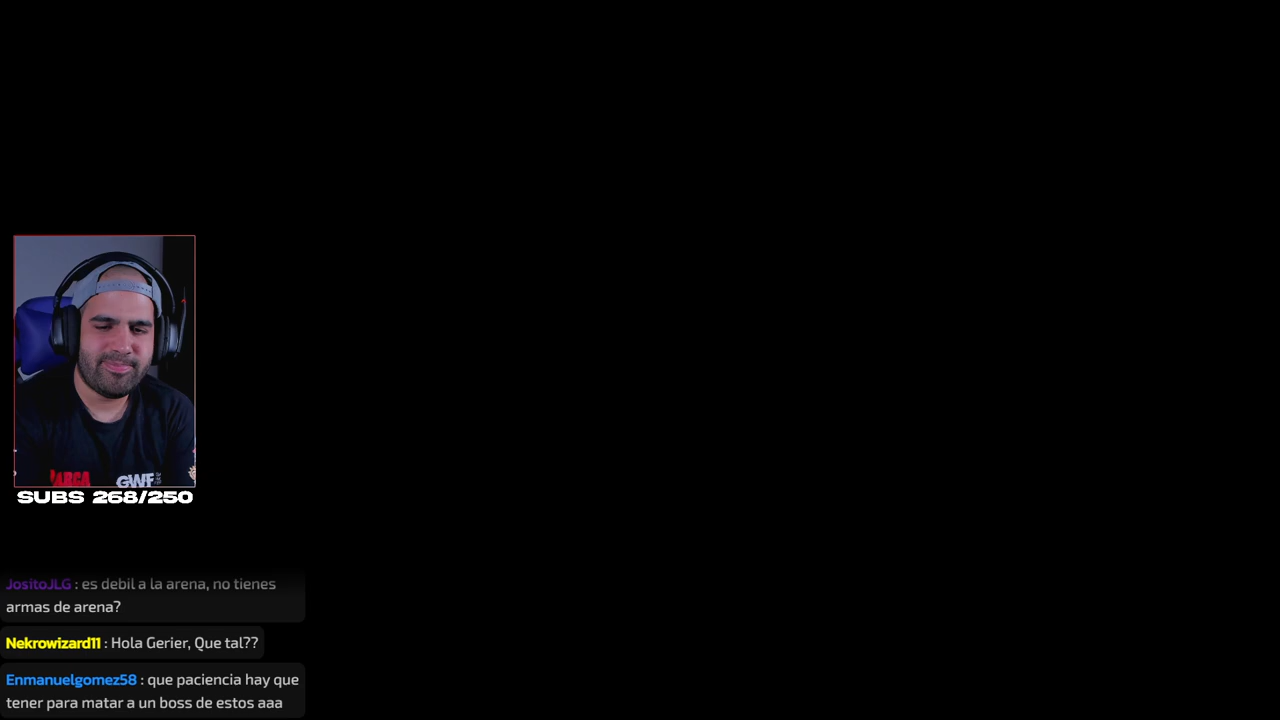 GWF
SUBS 268/250
JositoJLG : es debil a la arena, no tienes
armas de arena?
Nekrowizard11 : Hola Gerier, Que tal??
Enmanuelgomez58 : que paciencia hay que
tener para matar a un boss de estos aaa